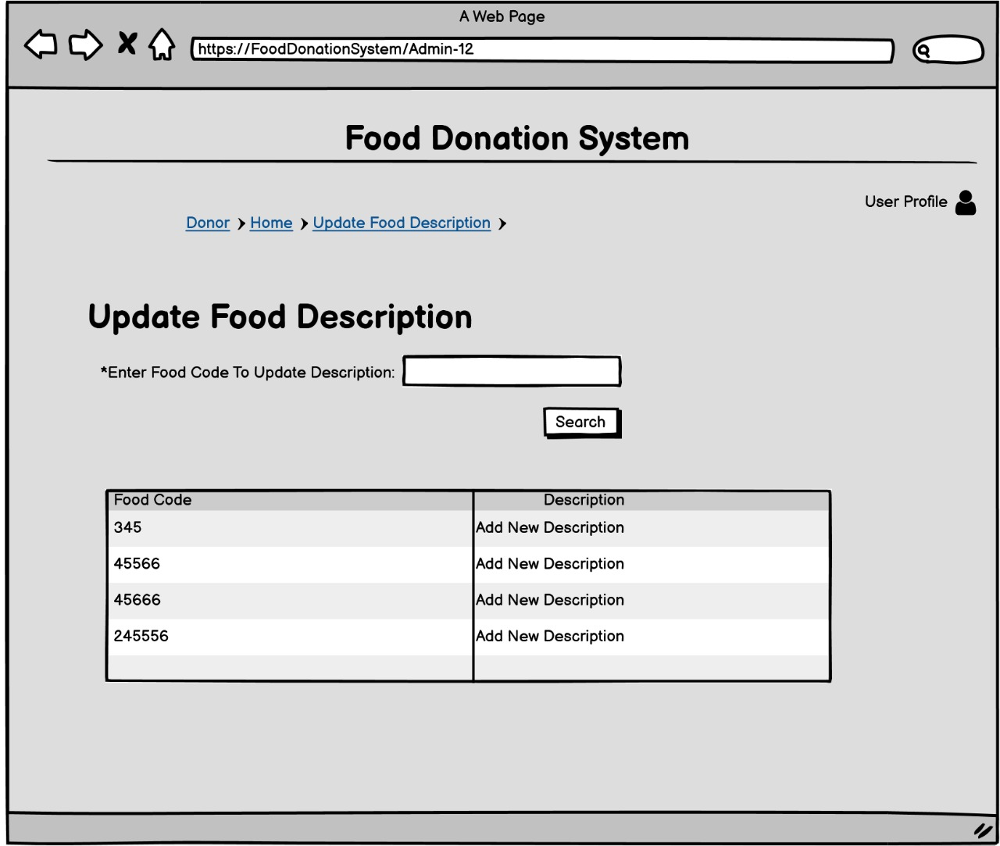 A Web Page
https://FoodDonationSystem/Admin-12
Food Donation System
User Profile
Donor Home Update Food Description
Update Food Description
*Enter Food Code To Update Description:
Search
Food Code Description
345 Add New Description
45566 Add New Description
45666 Add New Description
245556 Add New Description